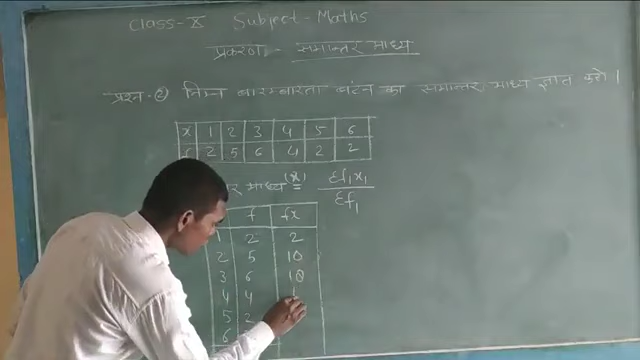 Class-X Subject-Maths
प्रकरण - समान्तर माध्य
प्रश्न-② निम्न बारम्बारता बंटन का समान्तर माध्य ज्ञात करो।
x 1 2 3 4 5 6
f 2 5 6 4 2 2
माध्य (x̄) = Σf₁x₁
Σf₁
f fx
1 2 2
2 5 10
3 6 18
4 4 1
5 2
6